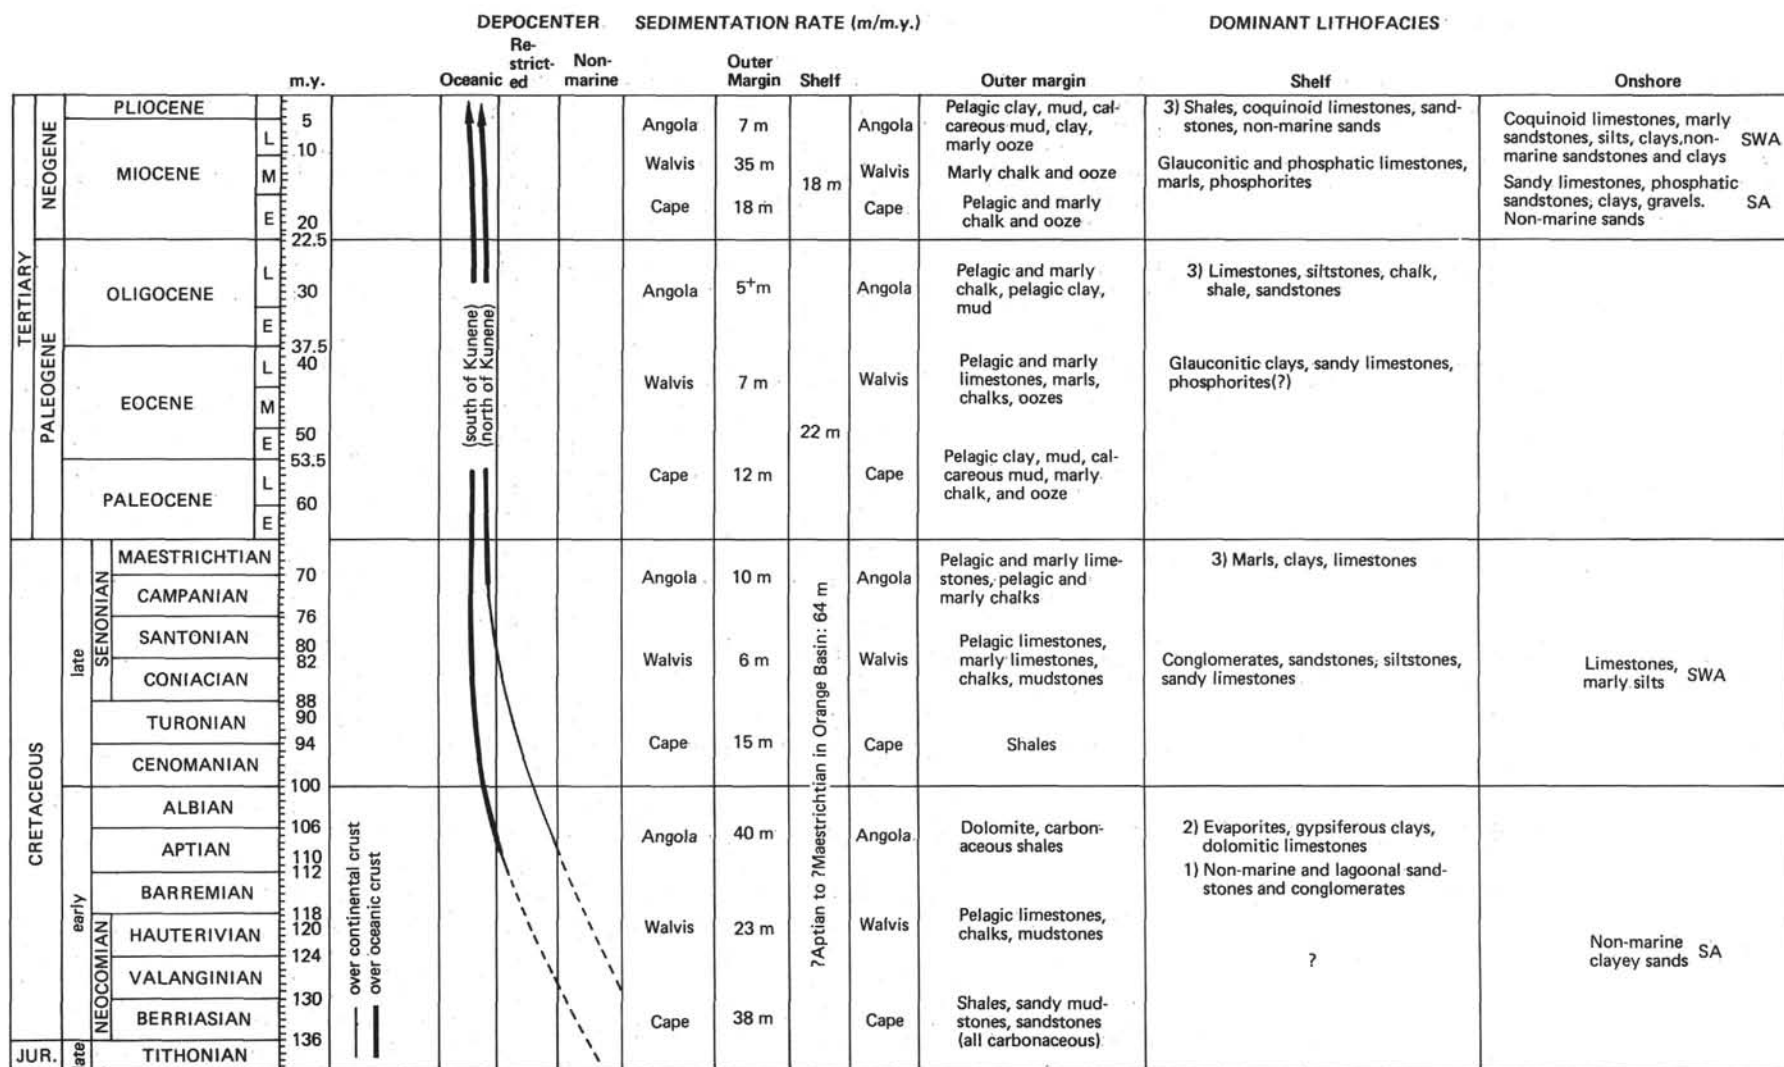 DEPOCENTER SEDIMENTATION RATE (m/m.y.) DOMINANT LITHOFACIES
m.y. Oceanic Re-
strict-
ed Non-
marine Outer
Margin Shelf Outer margin Shelf Onshore
TERTIARY
NEOGENE
PLIOCENE
MIOCENE
L
M
E
5
10
20
22.5
Angola 7 m
Walvis 35 m
Cape 18 m
18 m
Angola
Pelagic clay, mud, cal-
careous mud, clay,
marly ooze
Walvis
Marly chalk and ooze
Cape
Pelagic and marly
chalk and ooze
3) Shales, coquinoid limestones, sand-
stones, non-marine sands
Glauconitic and phosphatic limestones,
marls, phosphorites
Coquinoid limestones, marly
sandstones, silts, clays,non- SWA
marine sandstones and clays
Sandy limestones, phosphatic
sandstones, clays, gravels. SA
Non-marine sands
PALEOGENE
OLIGOCENE
L
E
EOCENE
L
M
E
PALEOCENE
L
E
30
37.5
40
50
53.5
60
(south of Kunene)
(north of Kunene)
Angola 5+m
Walvis 7 m
Cape 12 m
22 m
Angola
Pelagic and marly
chalk, pelagic clay,
mud
Walvis
Pelagic and marly
limestones, marls,
chalks, oozes
Cape
Pelagic clay, mud, cal-
careous mud, marly
chalk, and ooze
3) Limestones, siltstones, chalk,
shale, sandstones
Glauconitic clays, sandy limestones,
phosphorites(?)
CRETACEOUS
late
SENONIAN
MAESTRICHTIAN
CAMPANIAN
SANTONIAN
CONIACIAN
TURONIAN
CENOMANIAN
70
76
80
82
88
90
94
100
Angola 10 m
Walvis 6 m
Cape 15 m
?Aptian to ?Maestrichtian in Orange Basin: 64 m
Angola
Pelagic and marly lime-
stones, pelagic and
marly chalks
Walvis
Pelagic limestones,
marly limestones,
chalks, mudstones
Cape
Shales
3) Marls, clays, limestones
Conglomerates, sandstones, siltstones,
sandy limestones
Limestones, SWA
marly silts
early
NEOCOMIAN
ALBIAN
APTIAN
BARREMIAN
HAUTERIVIAN
VALANGINIAN
BERRIASIAN
106
110
112
118
120
124
130
136
over continental crust
over oceanic crust
Angola 40 m
Walvis 23 m
Cape 38 m
Angola
Dolomite, carbon-
aceous shales
Walvis
Pelagic limestones,
chalks, mudstones
Cape
Shales, sandy mud-
stones, sandstones
(all carbonaceous)
2) Evaporites, gypsiferous clays,
dolomitic limestones
1) Non-marine and lagoonal sand-
stones and conglomerates
?
Non-marine SA
clayey sands
JUR.
late
TITHONIAN